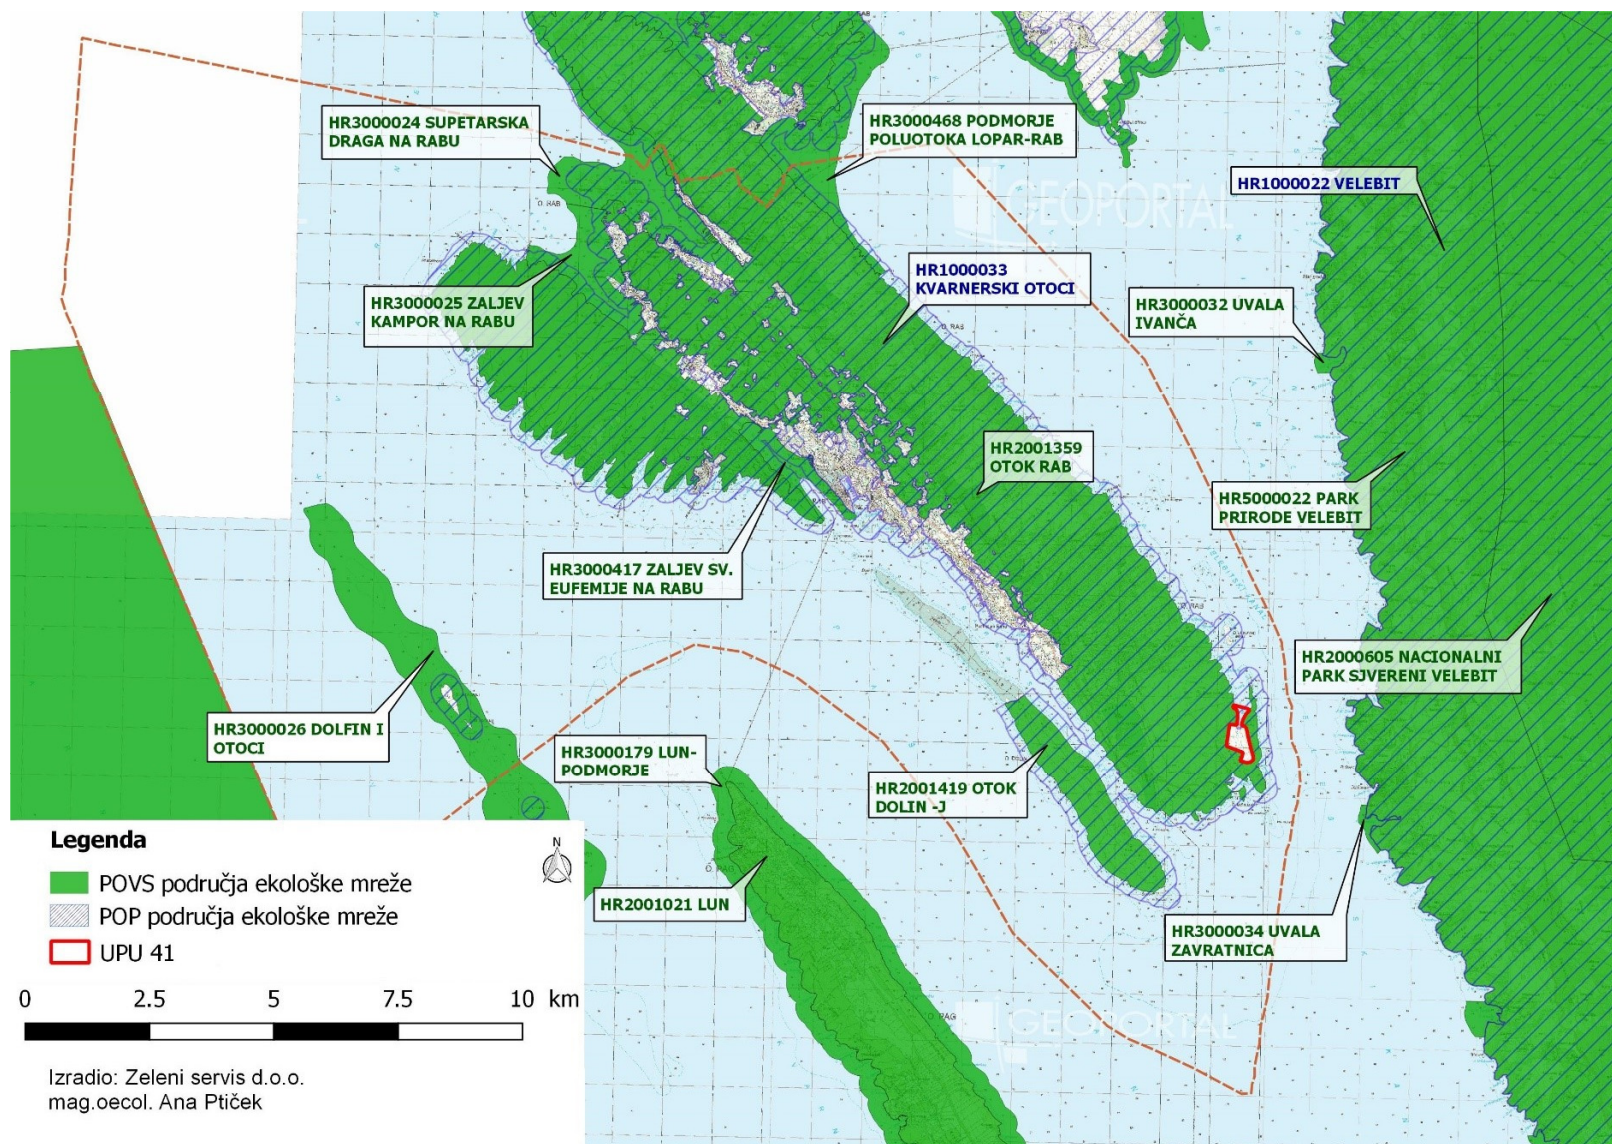 HR3000024 SUPETARSKA
DRAGA NA RABU
HR3000468 PODMORJE
POLUOTOKA LOPAR-RAB
HR1000022 VELEBIT
GEOPORTAL
HR1000033
KVARNERSKI OTOCI
HR3000025 ZALJEV
KAMPOR NA RABU
HR3000032 UVALA
IVANČA
HR2001359
OTOK RAB
HR5000022 PARK
PRIRODE VELEBIT
HR3000417 ZALJEV SV.
EUFEMIJE NA RABU
HR2000605 NACIONALNI
PARK SJVERENI VELEBIT
HR3000026 DOLFIN I
OTOCI
HR3000179 LUN-
PODMORJE
HR2001419 OTOK
DOLIN -J
HR2001021 LUN
HR3000034 UVALA
ZAVRATNICA
GEOPORTAL
Legenda
N
POVS područja ekološke mreže
POP područja ekološke mreže
UPU 41
0 2.5 5 7.5 10 km
Izradio: Zeleni servis d.o.o.
mag.oecol. Ana Ptiček